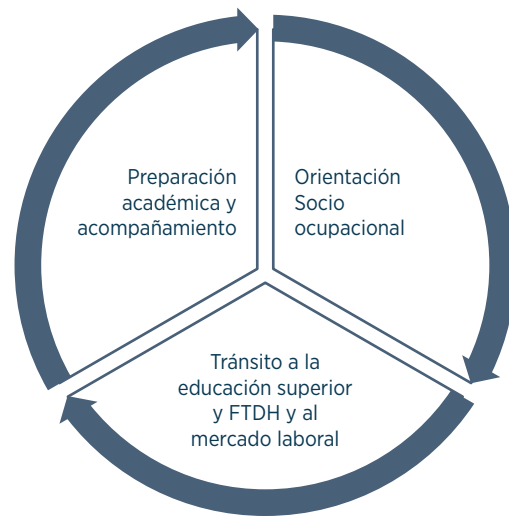 Preparación
académica y
acompañamiento
Orientación
Socio
ocupacional
Tránsito a la
educación superior
y FTDH y al
mercado laboral